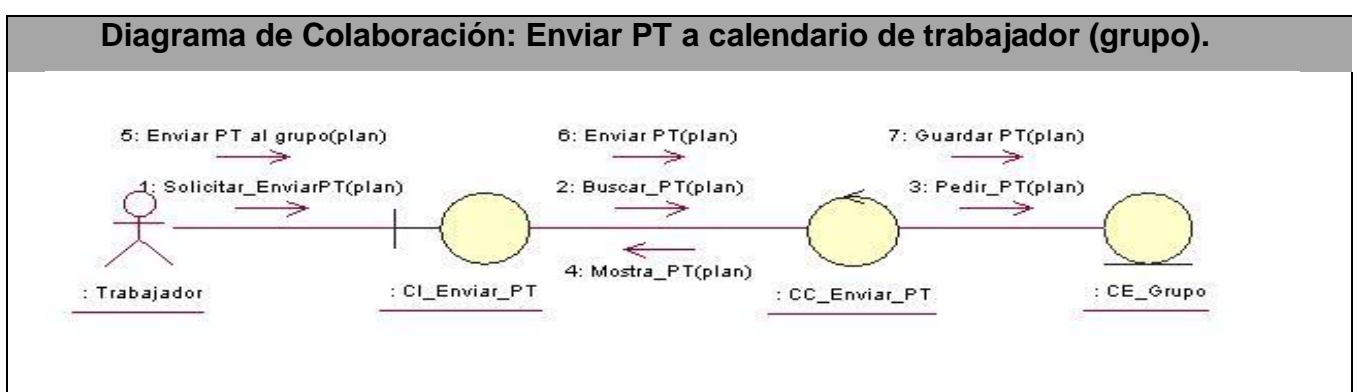 Diagrama de Colaboración: Enviar PT a calendario de trabajador (grupo).
5: Enviar PT al grupo(plan)
6: Enviar PT(plan)
7: Guardar PT(plan)
1: Solicitar_EnviarPT(plan)
2: Buscar_PT(plan)
3: Pedir_PT(plan)
4: Mostra_PT(plan)
: Trabajador
: CI_Enviar_PT
: CC_Enviar_PT
: CE_Grupo